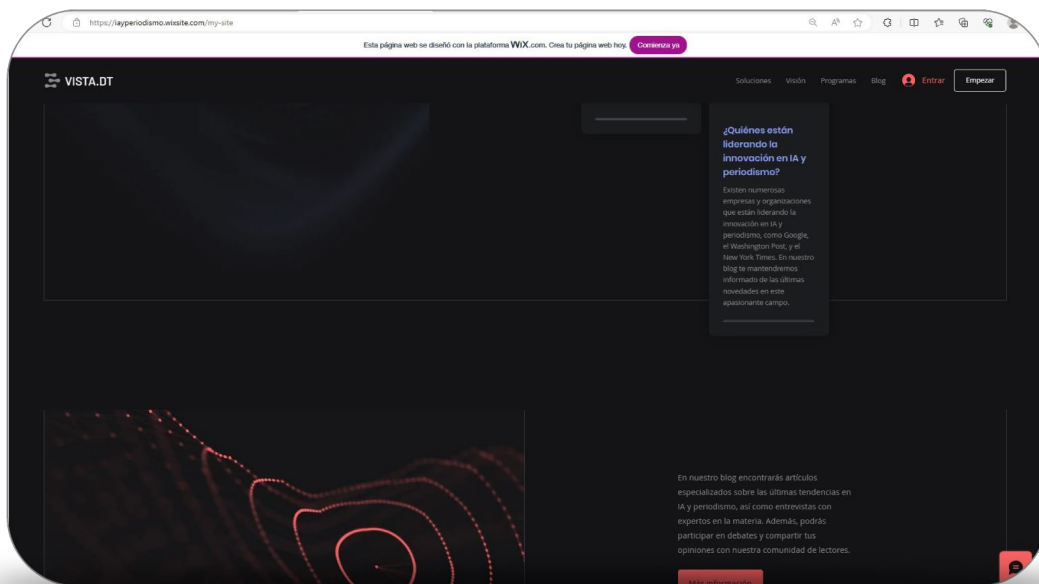 https://iayperiodismo.wixsite.com/my-site
Esta página web se diseñó con la plataforma WiX.com. Crea tu página web hoy. Comienza ya
VISTA.DT
Soluciones Visión Programas Blog Entrar Empezar
¿Quiénes están
liderando la
innovación en IA y
periodismo?
Existen numerosas
empresas y organizaciones
que están liderando la
innovación en IA y
periodismo, como Google,
el Washington Post, y el
New York Times. En nuestro
blog te mantendremos
informado de las últimas
novedades en este
apasionante campo.
En nuestro blog encontrarás artículos
especializados sobre las últimas tendencias en
IA y periodismo, así como entrevistas con
expertos en la materia. Además, podrás
participar en debates y compartir tus
opiniones con nuestra comunidad de lectores.
Más información